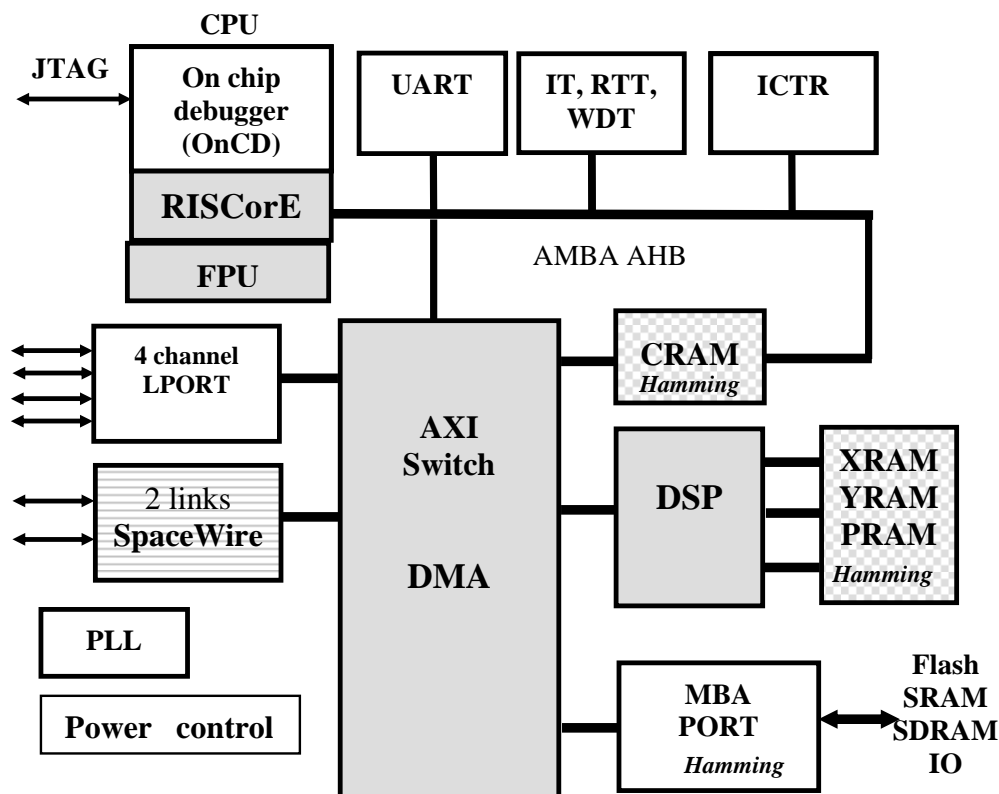 CPU
JTAG
On chip
debugger
(OnCD)
RISCorE
FPU
UART
IT, RTT,
WDT
ICTR
AMBA AHB
4 channel
LPORT
2 links
SpaceWire
PLL
Power control
AXI
Switch
DMA
CRAM
Hamming
DSP
XRAM
YRAM
PRAM
Hamming
MBA
PORT
Hamming
Flash
SRAM
SDRAM
IO